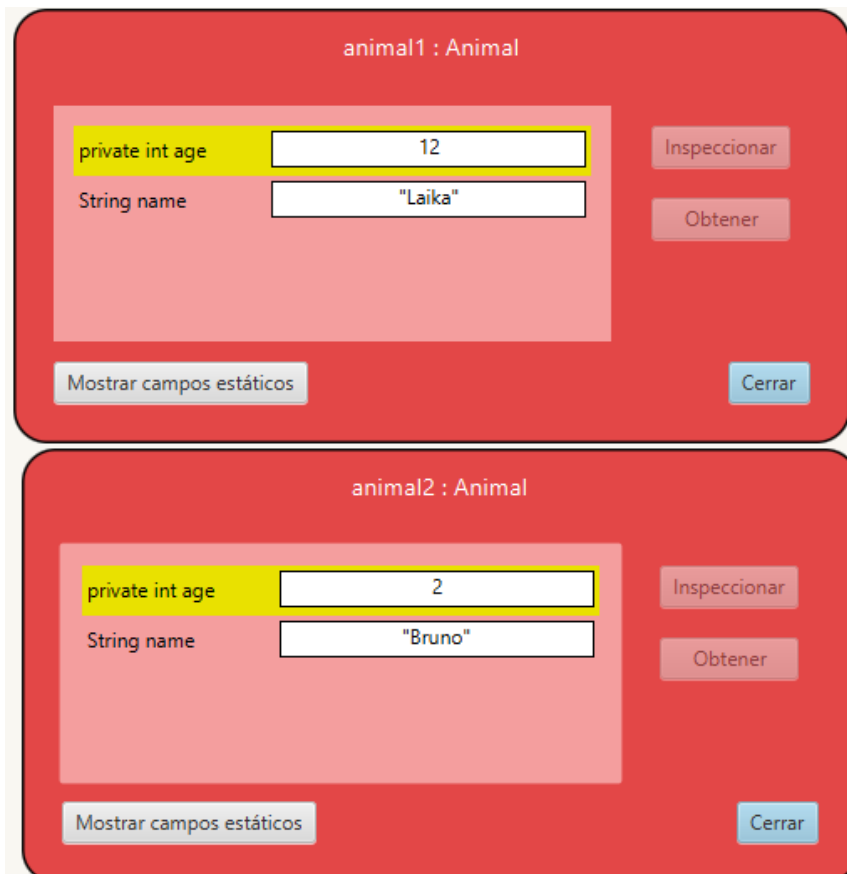 animal1 : Animal
private int age 12 Inspeccionar
String name "Laika"
Obtener
Mostrar campos estáticos Cerrar
animal2 : Animal
private int age 2 Inspeccionar
String name "Bruno"
Obtener
Mostrar campos estáticos Cerrar